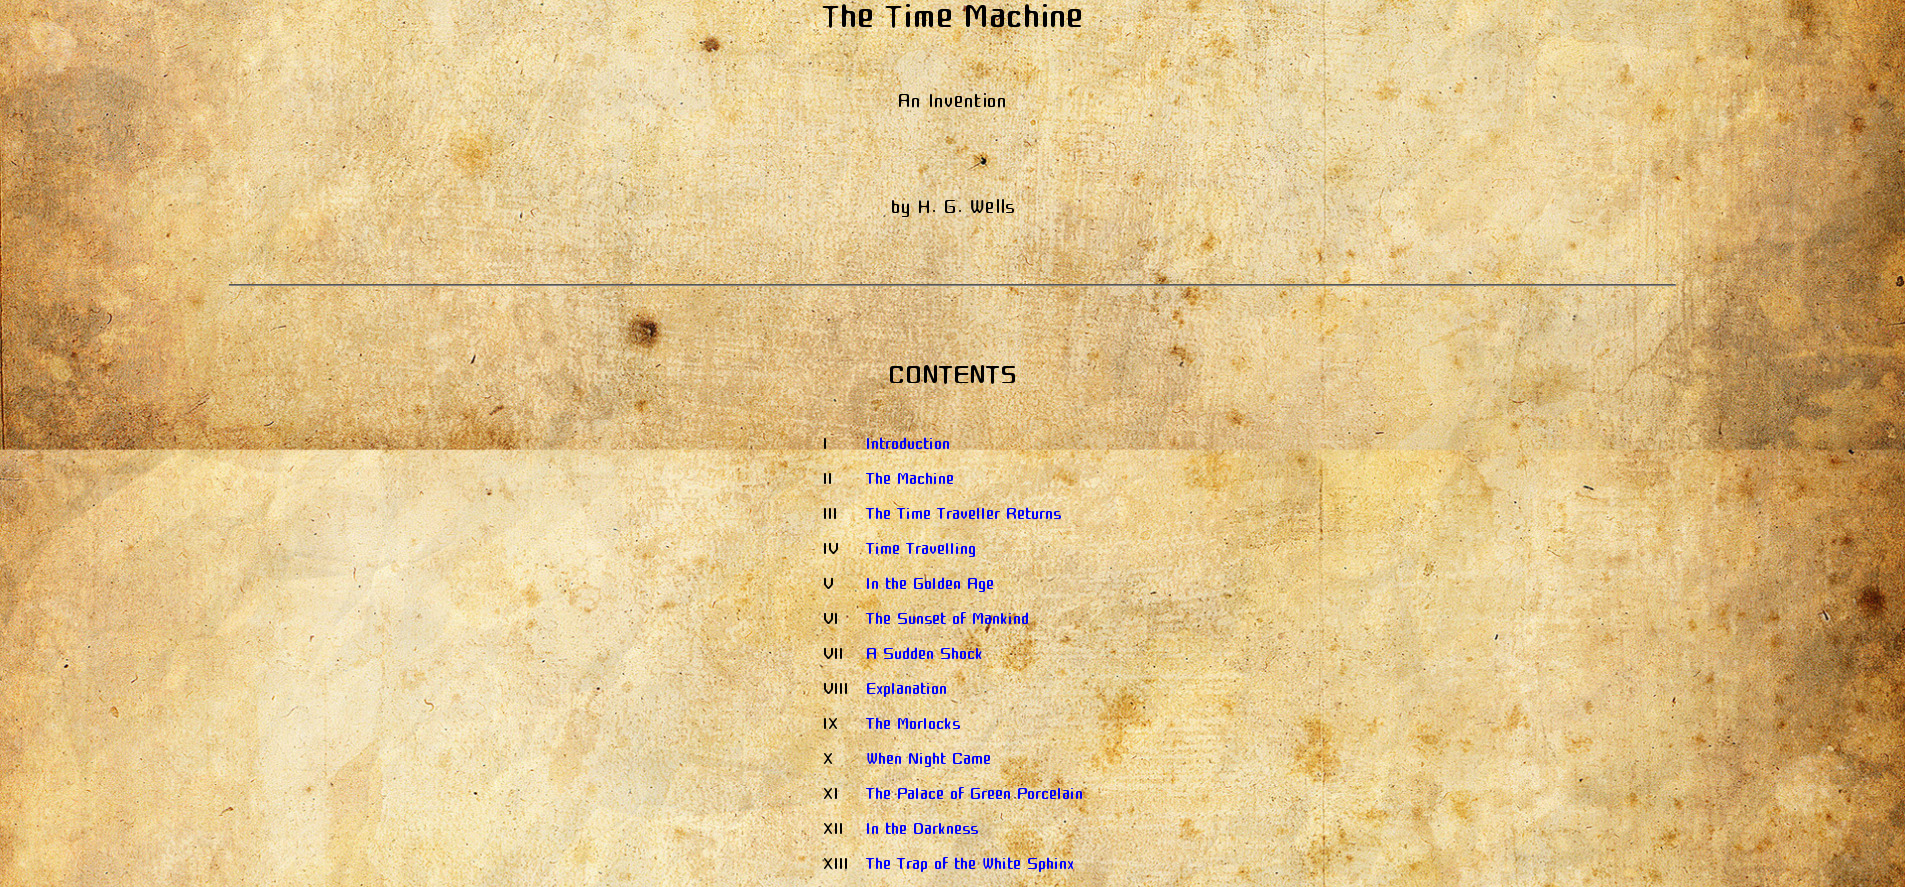 The Time Machine
An Invention
by H. G. Wells
CONTENTS
I Introduction
II The Machine
III The Time Traveller Returns
IV Time Travelling
V In the Golden Age
VI The Sunset of Mankind
VII A Sudden Shock
VIII Explanation
IX The Morlocks
X When Night Came
XI The Palace of Green Porcelain
XII In the Darkness
XIII The Trap of the White Sphinx